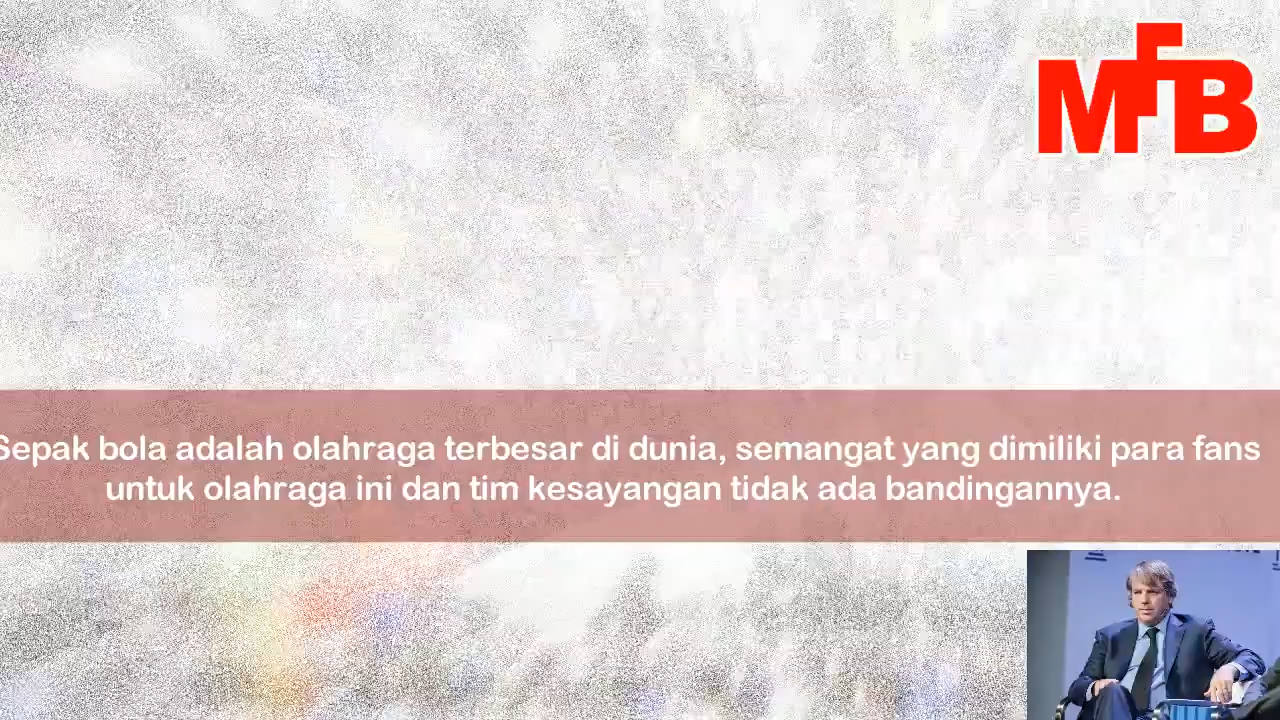 MFB
Sepak bola adalah olahraga terbesar di dunia, semangat yang dimiliki para fans
untuk olahraga ini dan tim kesayangan tidak ada bandingannya.